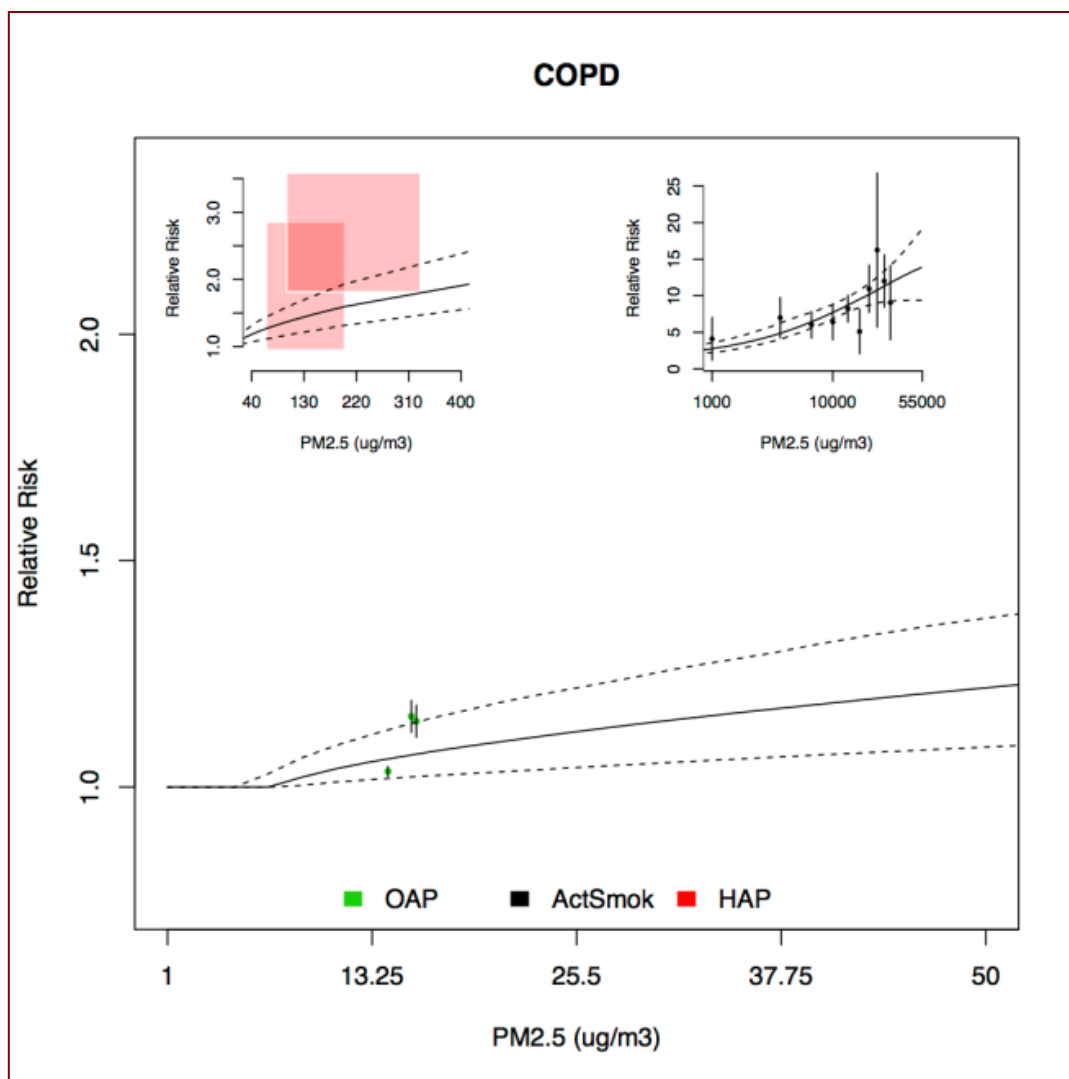 COPD
Relative Risk
3.0
2.0
1.0
40 130 220 310 400
PM2.5 (ug/m3)
Relative Risk
25
20
15
10
5
0
1000 10000 55000
PM2.5 (ug/m3)
Relative Risk
2.0
1.5
1.0
OAP ActSmok HAP
1 13.25 25.5 37.75 50
PM2.5 (ug/m3)